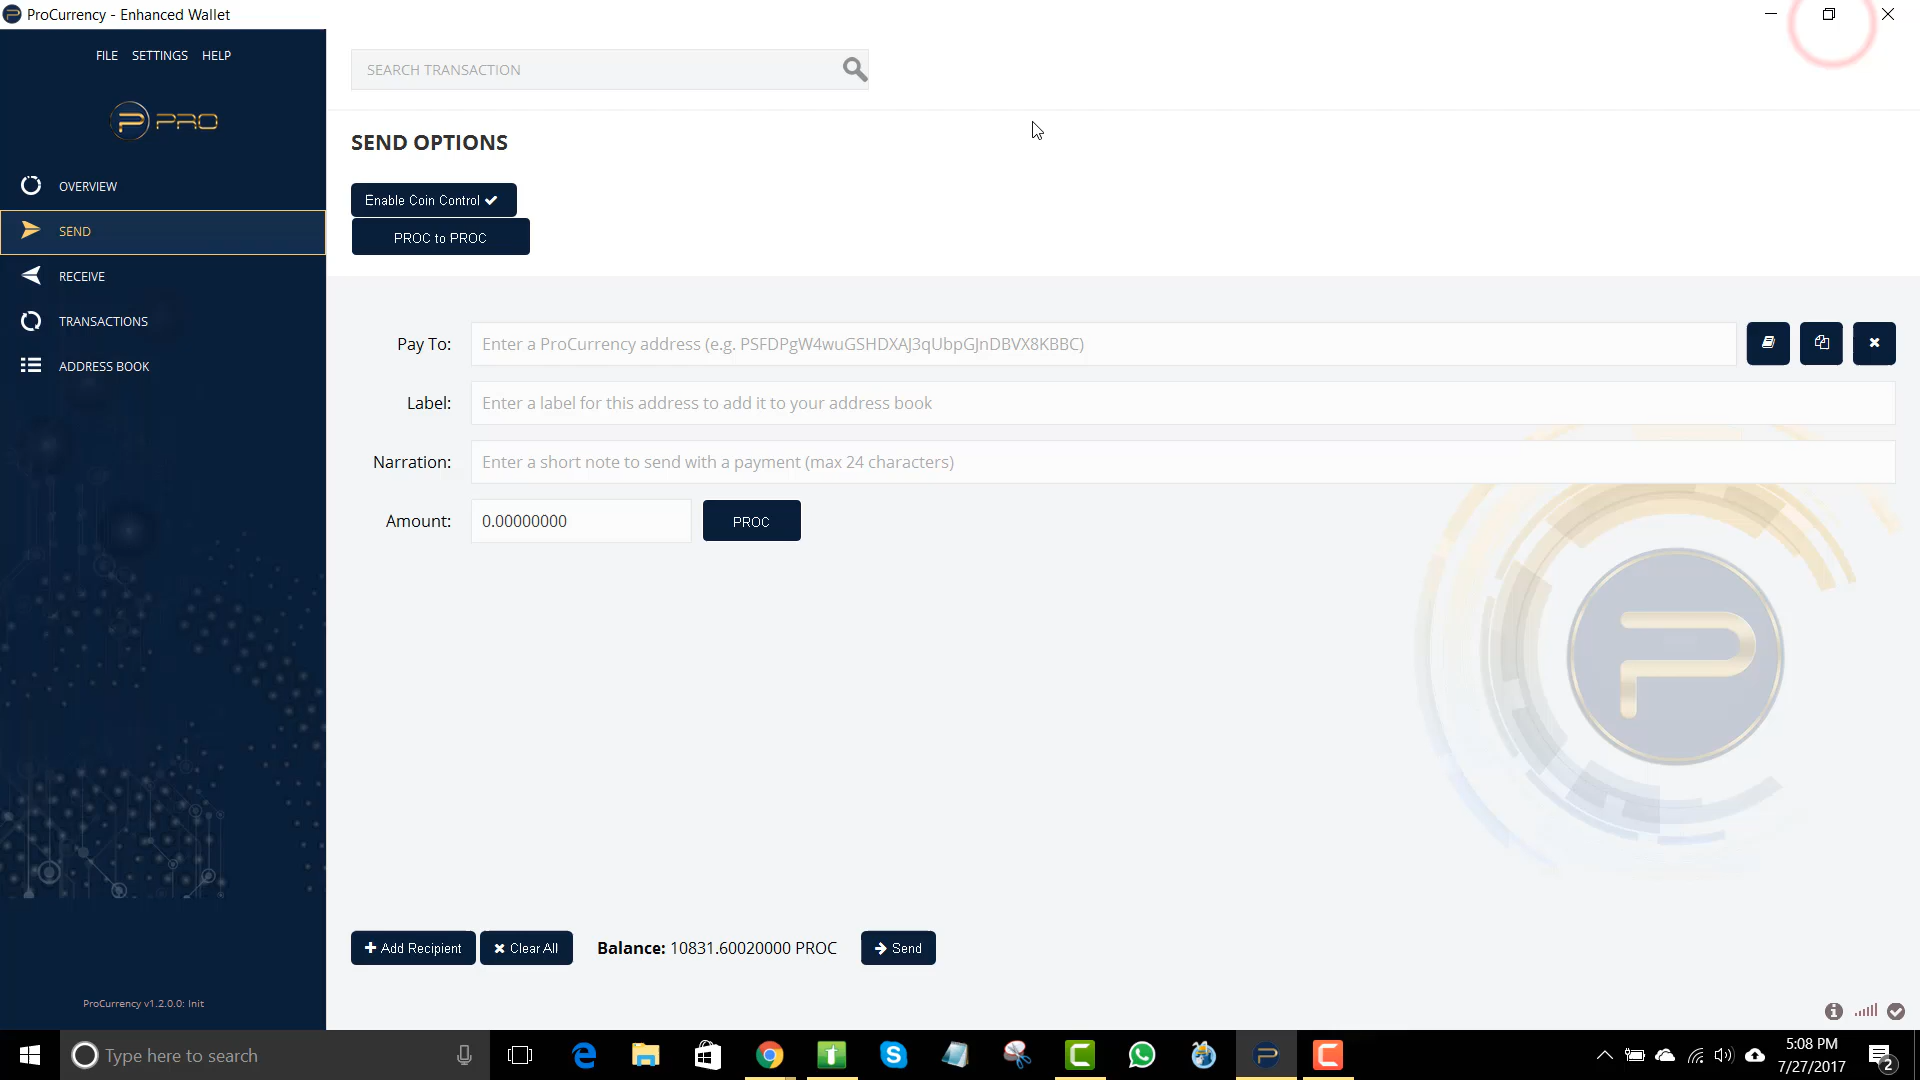 ProCurrency - Enhanced Wallet
FILE SETTINGS HELP
SEARCH TRANSACTION
PRO
SEND OPTIONS
OVERVIEW
Enable Coin Control
SEND
PROC to PROC
RECEIVE
TRANSACTIONS
Pay To: Enter a ProCurrency address (e.g. PSFDPgW4wuGSHDXAJ3qUbpGJnDBVX8KBBC)
ADDRESS BOOK
Label: Enter a label for this address to add it to your address book
Narration: Enter a short note to send with a payment (max 24 characters)
Amount: 0.00000000 PROC
Add Recipient Clear All Balance: 10831.60020000 PROC Send
ProCurrency v1.2.0.0: Init
Type here to search
5:08 PM
7/27/2017
2